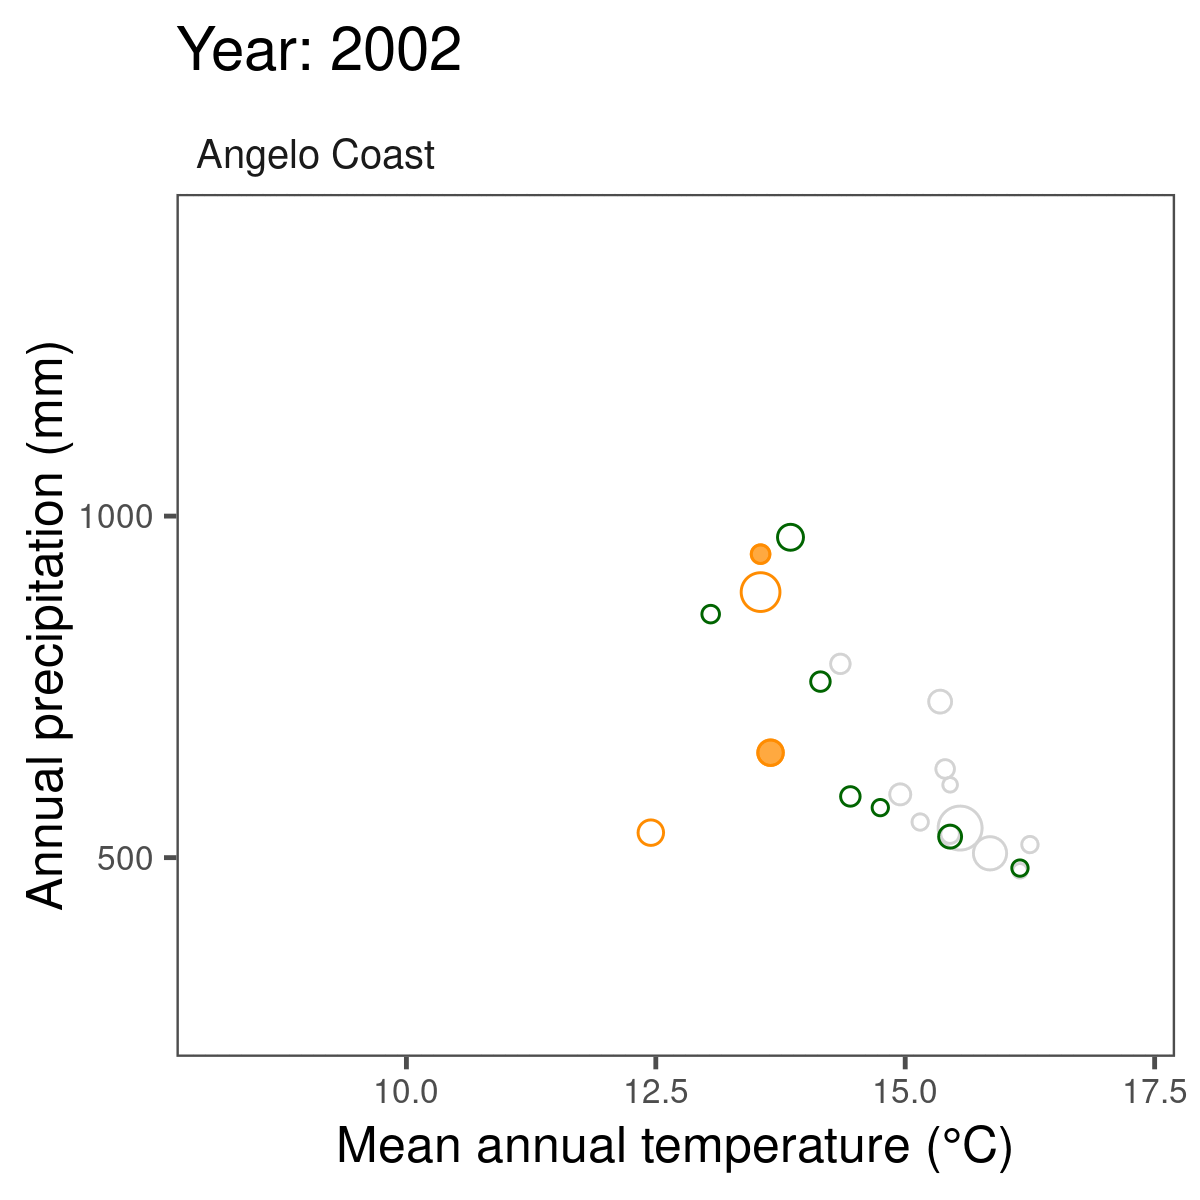 Year: 2002
Angelo Coast
Annual precipitation (mm)
1000
500
10.0
12.5
15.0
17.5
Mean annual temperature (°C)